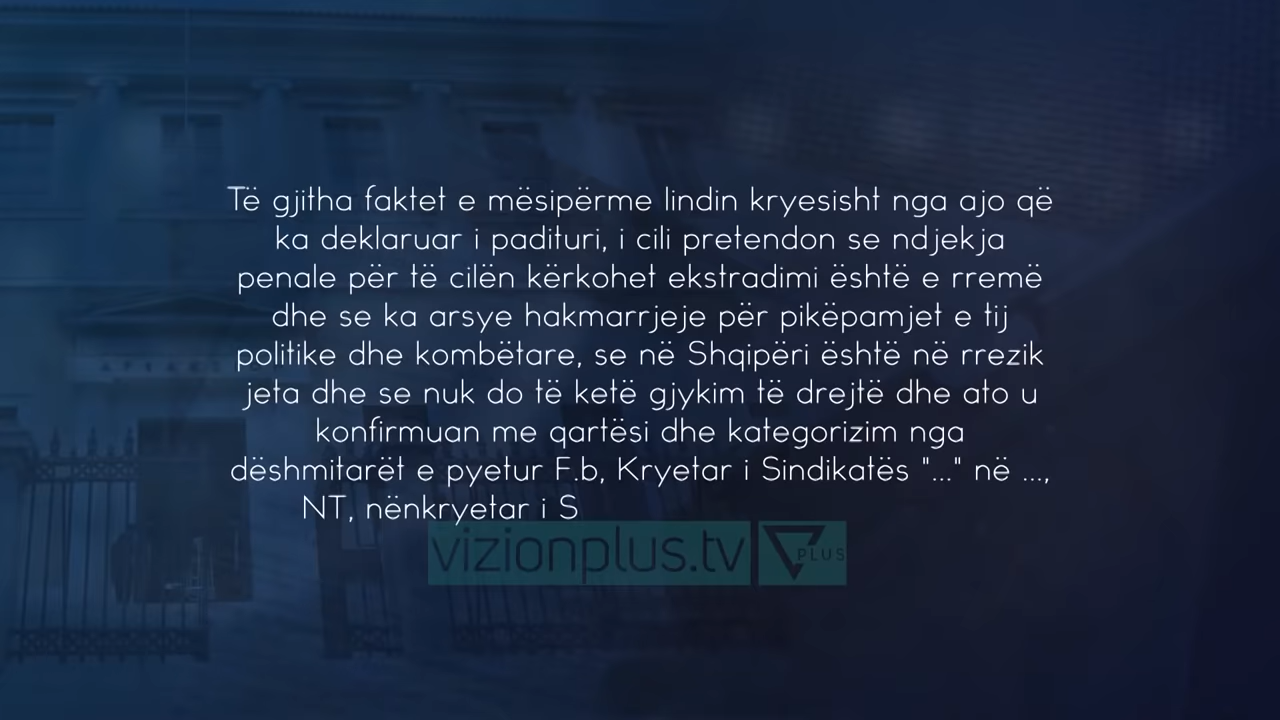 Të gjitha faktet e mësipërme lindin kryesisht nga ajo që
ka deklaruar i padituri, i cili pretendon se ndjekja
penale për të cilën kërkohet ekstradimi është e rremë
dhe se ka arsye hakmarrjeje për pikëpamjet e tij
politike dhe kombëtare, se në Shqipëri është në rrezik
jeta dhe se nuk do të ketë gjykim të drejtë dhe ato u
konfirmuan me qartësi dhe kategorizim nga
dëshmitarët e pyetur F.b, Kryetar i Sindikatës "..." në ...,
NT, nënkryetar i S
vizionplus.tv PLUS